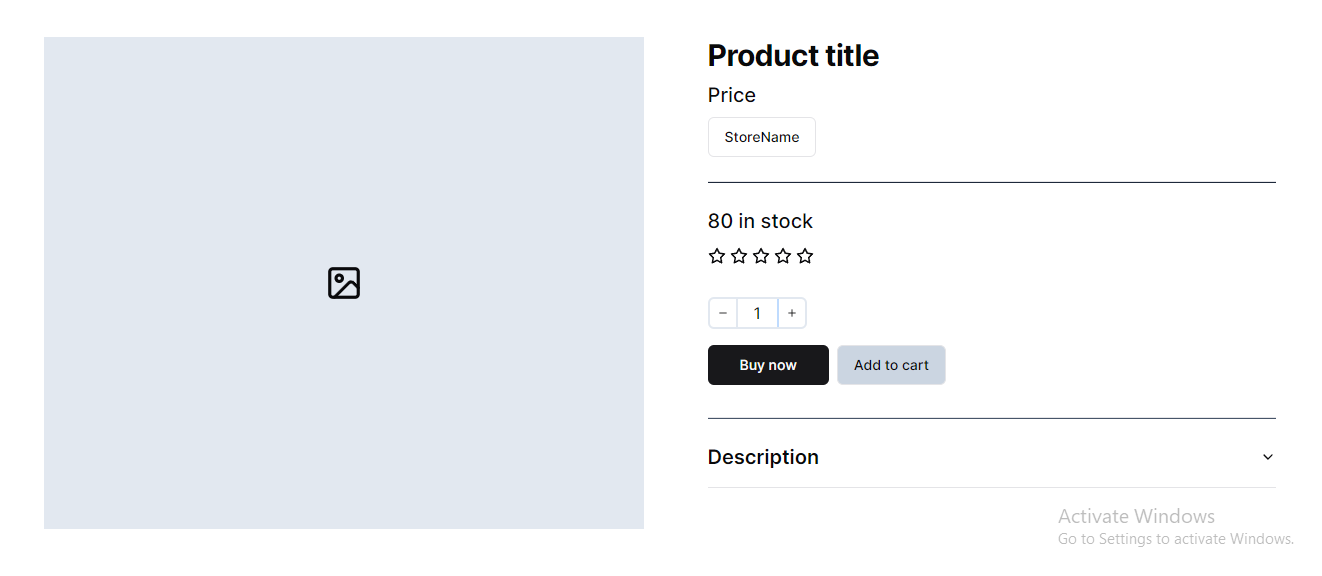 Product title
Price
StoreName
80 in stock
− 1 +
Buy now Add to cart
Description
Activate Windows
Go to Settings to activate Windows.